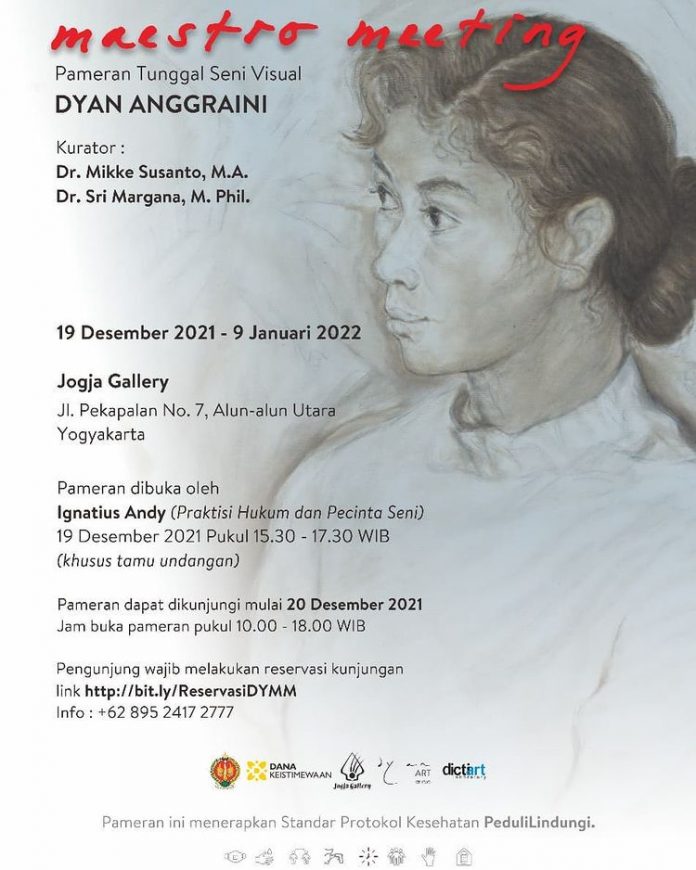 maestro meeting
Pameran Tunggal Seni Visual
DYAN ANGGRAINI
Kurator :
Dr. Mikke Susanto, M.A.
Dr. Sri Margana, M. Phil.
19 Desember 2021 - 9 Januari 2022
Jogja Gallery
Jl. Pekapalan No. 7, Alun-alun Utara
Yogyakarta
Pameran dibuka oleh
Ignatius Andy (Praktisi Hukum dan Pecinta Seni)
19 Desember 2021 Pukul 15.30 - 17.30 WIB
(khusus tamu undangan)
Pameran dapat dikunjungi mulai 20 Desember 2021
Jam buka pameran pukul 10.00 - 18.00 WIB
Pengunjung wajib melakukan reservasi kunjungan
link http://bit.ly/ReservasiDYMM
Info : +62 895 2417 2777
DANA
KEISTIMEWAAN
Jogja Gallery
ART
dictiart
Pameran ini menerapkan Standar Protokol Kesehatan PeduliLindungi.